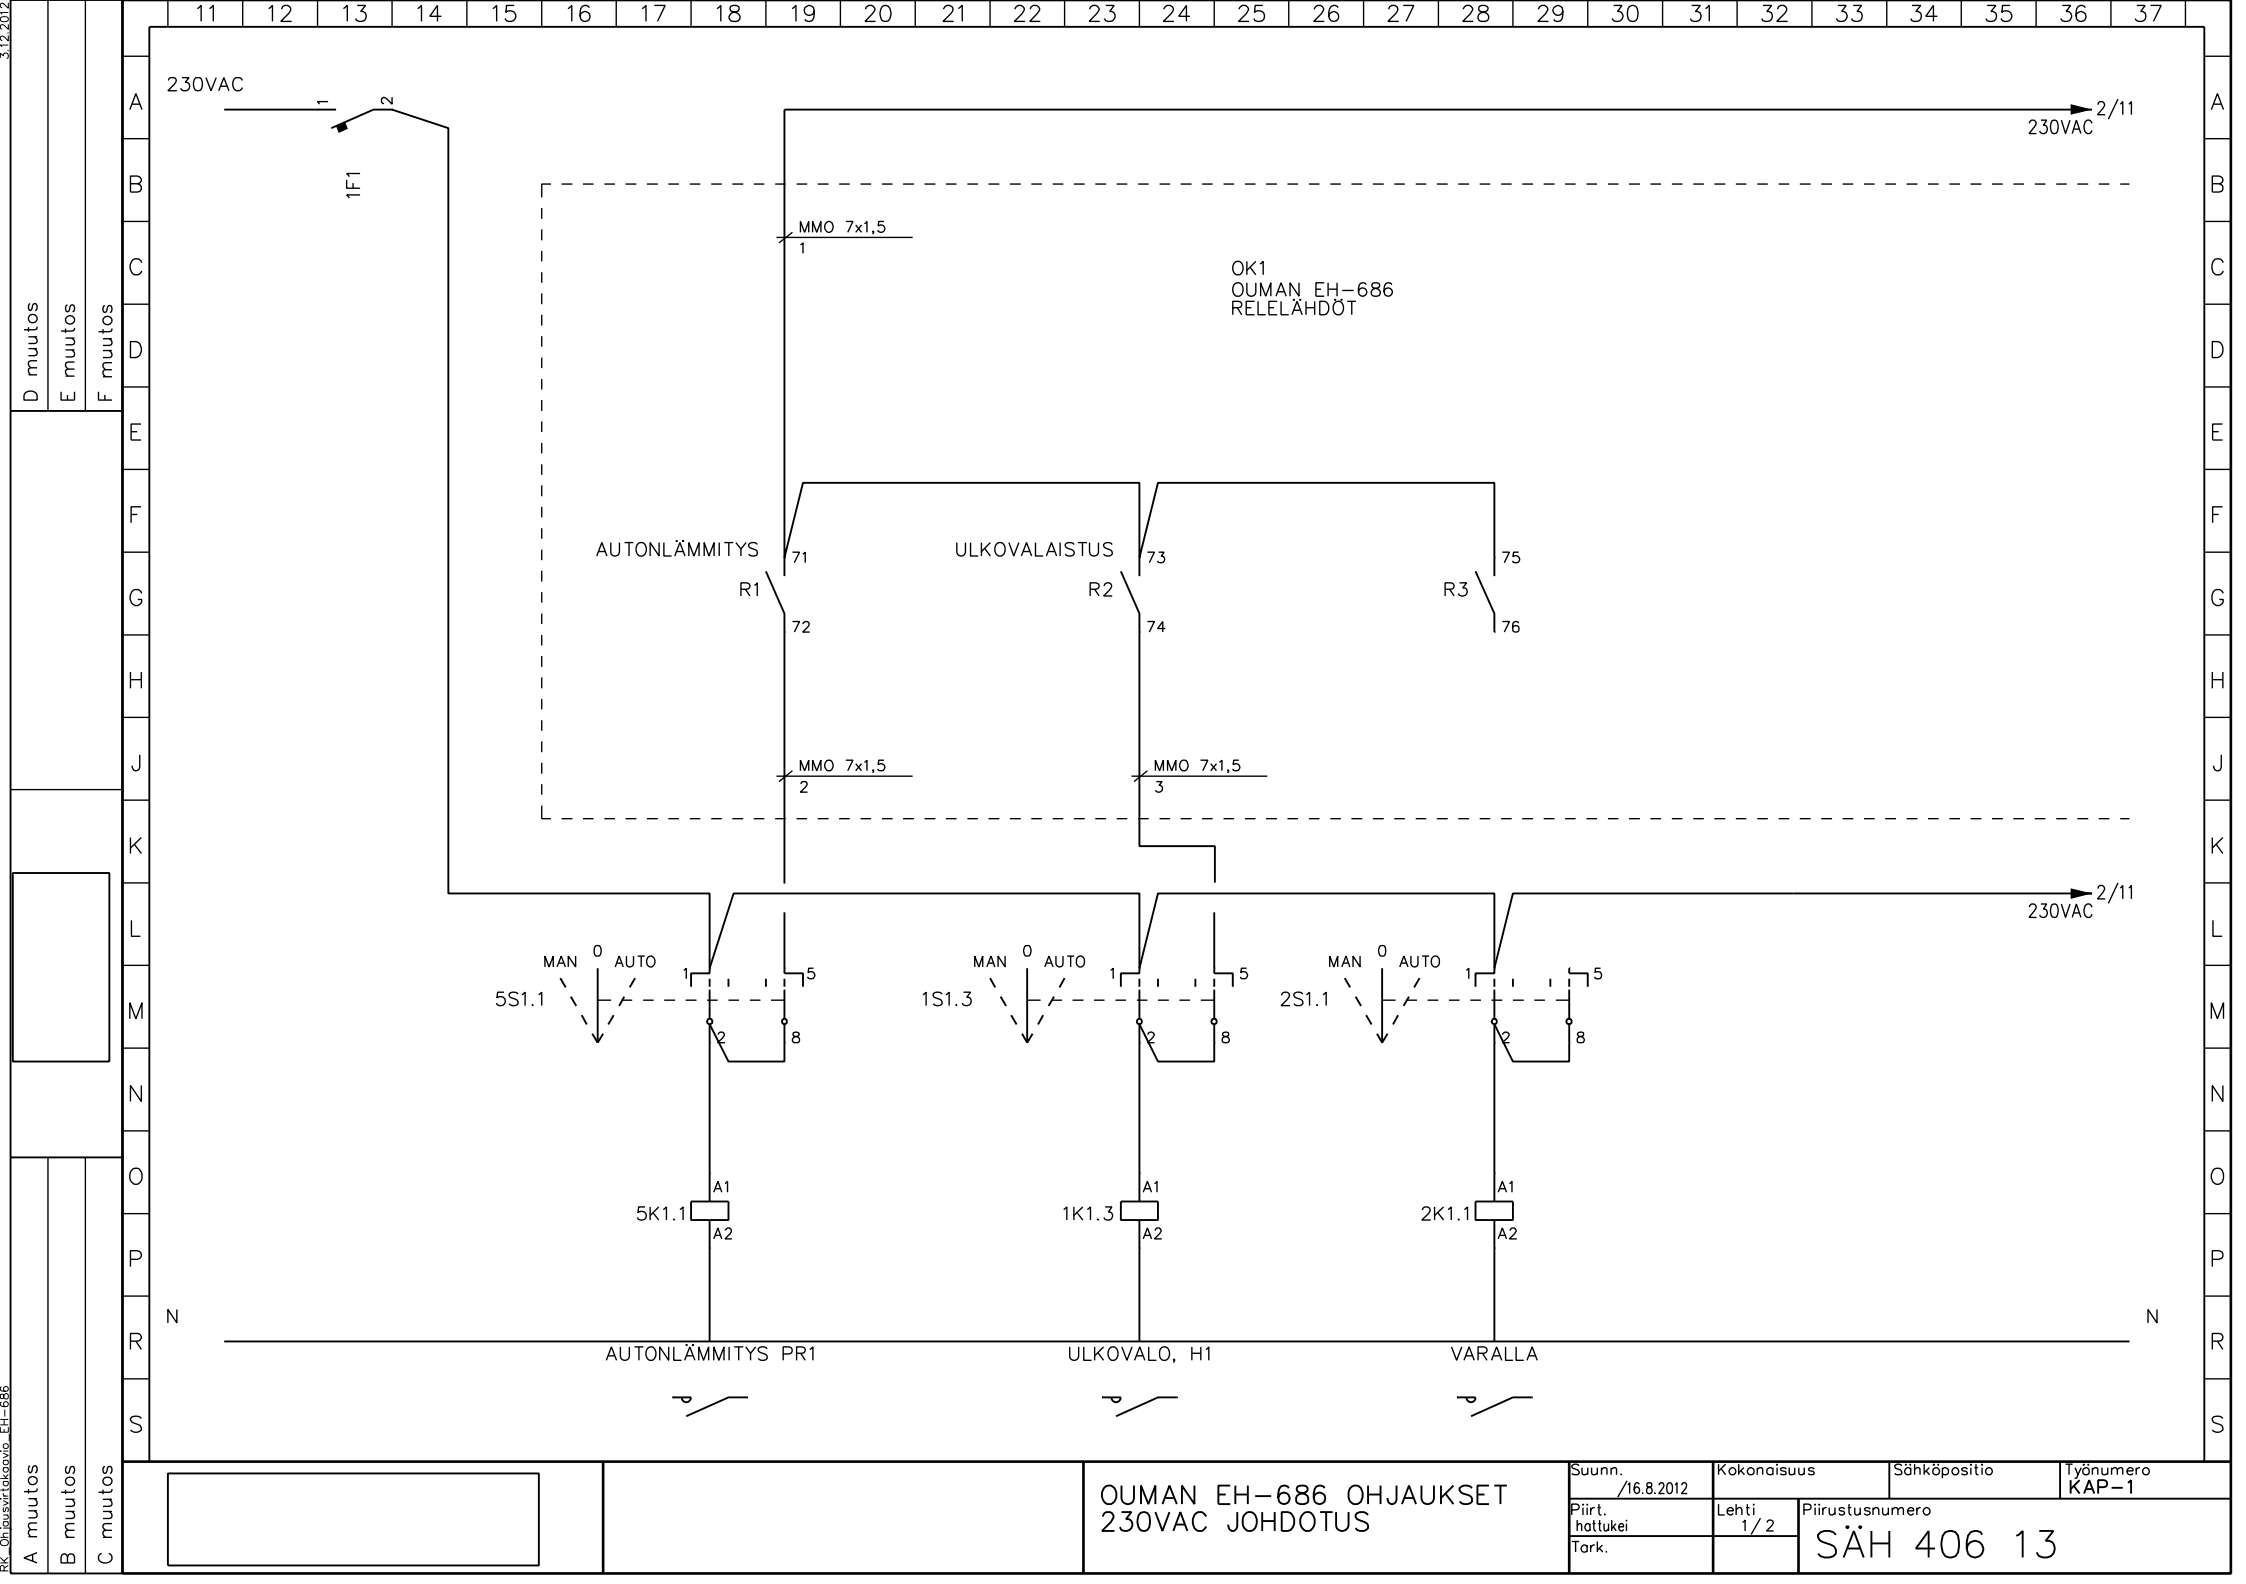 11 12 13 14 15 16 17 18 19 20 21 22 23 24 25 26 27 28 29 30 31 32 33 34 35 36 37
3.12.2012
230VAC
1 2
1F1
2/11
230VAC
A A
B B
C C
D D
E E
F F
G G
H H
J J
K K
L L
M M
N N
O O
P P
R R
S S
D muutos
E muutos
F muutos
MMO 7x1,5
1
OK1
OUMAN EH-686
RELELÄHDÖT
AUTONLÄMMITYS 71
R1
72
ULKOVALAISTUS 73
R2
74
75
R3
76
MMO 7x1,5
2
MMO 7x1,5
3
2/11
230VAC
MAN 0 AUTO 1 5
5S1.1
2 8
MAN 0 AUTO 1 5
1S1.3
2 8
MAN 0 AUTO 1 5
2S1.1
2 8
A1
5K1.1
A2
A1
1K1.3
A2
A1
2K1.1
A2
N N
AUTONLÄMMITYS PR1
ULKOVALO, H1
VARALLA
A muutos
B muutos
C muutos
RK_Ohjausvirtakaavio_EH-686
OUMAN EH-686 OHJAUKSET
230VAC JOHDOTUS
Suunn.
/16.8.2012
Kokonaisuus
Sähköpositio
Työnumero
KAP-1
Piirt.
hattukei
Lehti
1/2
Piirustusnumero
SÄH 406 13
Tark.